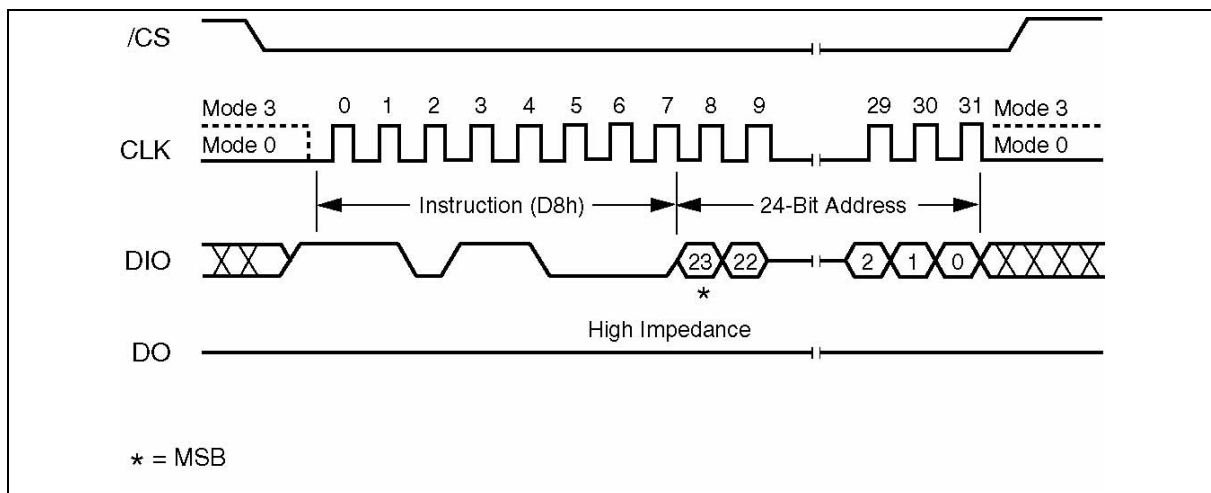 /CS
Mode 3 0 1 2 3 4 5 6 7 8 9 29 30 31 Mode 3
CLK Mode 0 Mode 0
Instruction (D8h) 24-Bit Address
DIO 23 22 2 1 0
*
High Impedance
DO
* = MSB